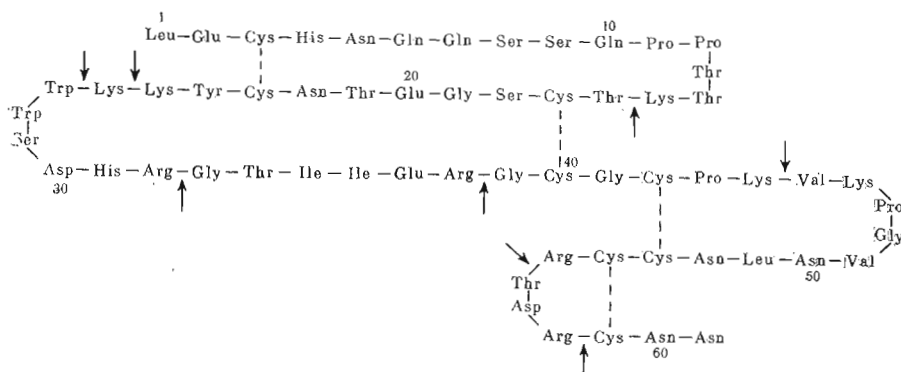 1 10
Leu-Glu-Cys-His-Asn-Gln-Gln-Ser-Ser-Gln-Pro-Pro
Thr
20
Trp-Lys-Lys-Tyr-Cys-Asn-Thr-Glu-Gly-Ser-Cys-Thr-Lys-Thr
Trp
Ser
40
Asp-His-Arg-Gly-Thr-Ile-Ile-Glu-Arg-Gly-Cys-Gly-Cys-Pro-Lys-Val-Lys
30
Pro
Gly
Arg-Cys-Cys-Asn-Leu-Asn-Val
50
Thr
Asp
Arg-Cys-Asn-Asn
60